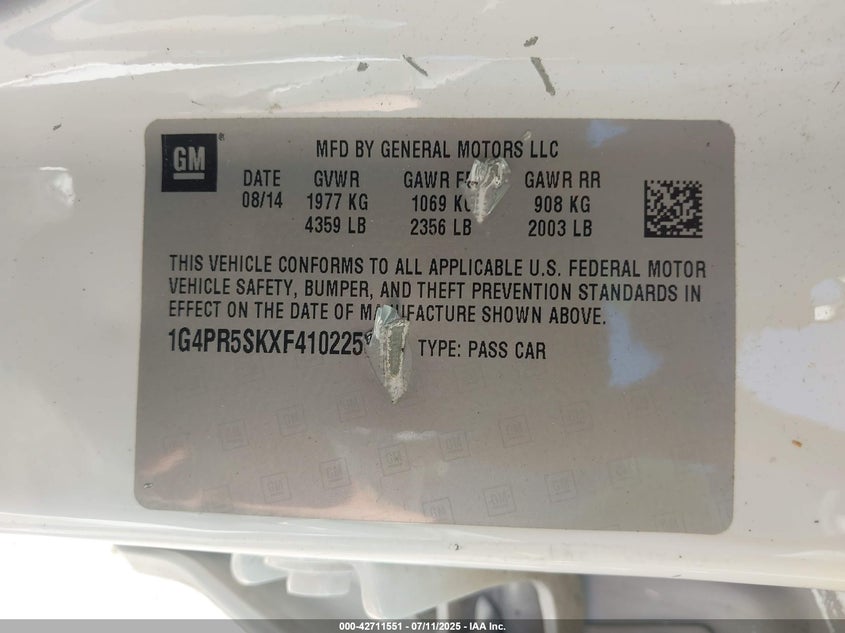 GM
MFD BY GENERAL MOTORS LLC
DATE GVWR GAWR GAWR RR
08/14 1977 KG 1069 KG 908 KG
4359 LB 2356 LB 2003 LB
THIS VEHICLE CONFORMS TO ALL APPLICABLE U.S. FEDERAL MOTOR
VEHICLE SAFETY, BUMPER, AND THEFT PREVENTION STANDARDS IN
EFFECT ON THE DATE OF MANUFACTURE SHOWN ABOVE.
TYPE: PASS CAR
000-42711551 - 07/11/2025 - IAA Inc.